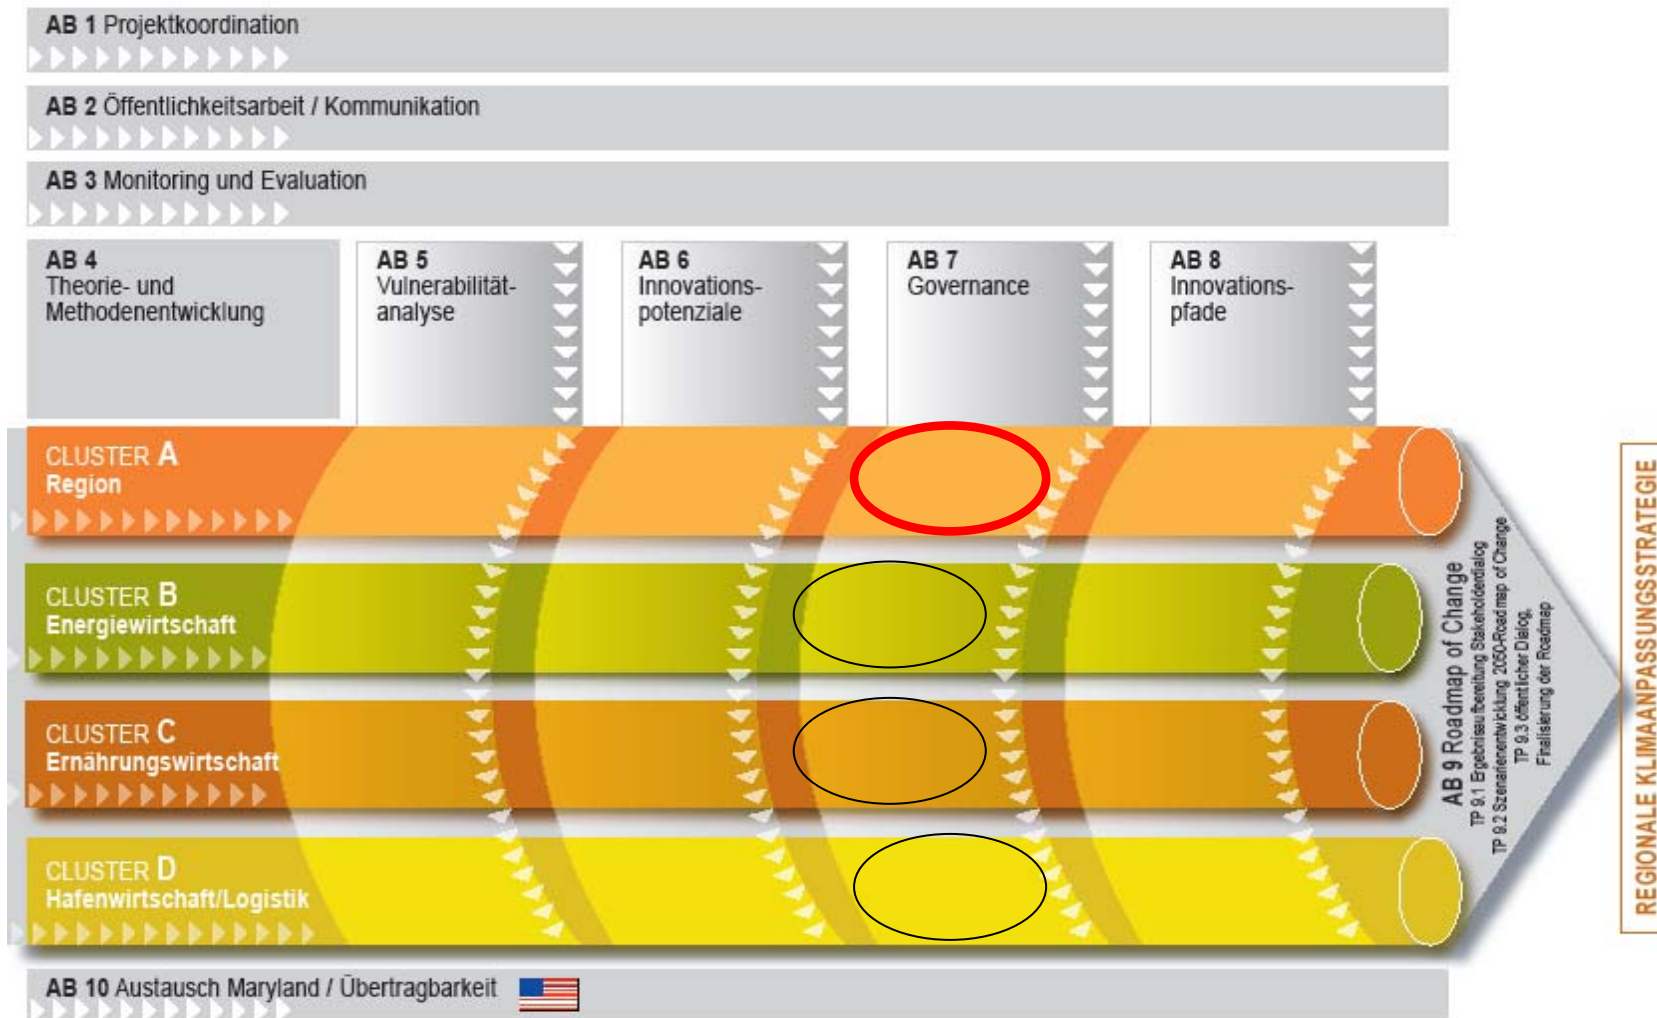 AB 1 Projektkoordination
AB 2 Öffentlichkeitsarbeit / Kommunikation
AB 3 Monitoring und Evaluation
AB 4
Theorie- und
Methodenentwicklung
AB 5
Vulnerabilität-
analyse
AB 6
Innovations-
potenziale
AB 7
Governance
AB 8
Innovations-
pfade
CLUSTER A
Region
CLUSTER B
Energiewirtschaft
CLUSTER C
Ernährungswirtschaft
CLUSTER D
Hafenwirtschaft/Logistik
AB 9 Roadmap of Change
TP 9.1 Ergebnisaufbereitung Stakeholderdialog
TP 9.2 Szenarienentwicklung 2050-Roadmap of Change
TP 9.3 öffentlicher Dialog,
Finalisierung der Roadmap
REGIONALE KLIMAANPASSUNGSSTRATEGIE
AB 10 Austausch Maryland / Übertragbarkeit